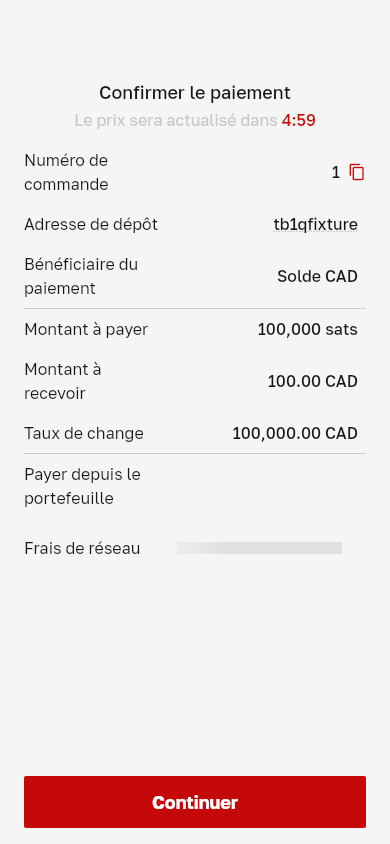 Confirmer le paiement
Le prix sera actualisé dans 4:59
Numéro de
commande
1
Adresse de dépôt
tb1qfixture
Bénéficiaire du
paiement
Solde CAD
Montant à payer
100,000 sats
Montant à
recevoir
100.00 CAD
Taux de change
100,000.00 CAD
Payer depuis le
portefeuille
Frais de réseau
Continuer